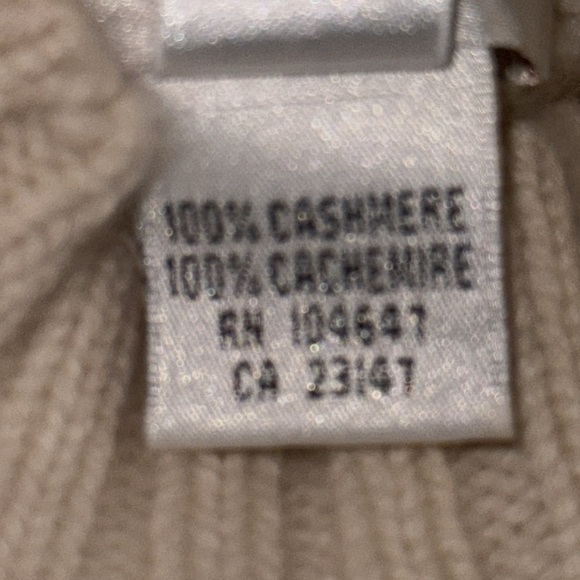 100% CASHMERE
100% CACHEMIRE
RN 104647
CA 23147